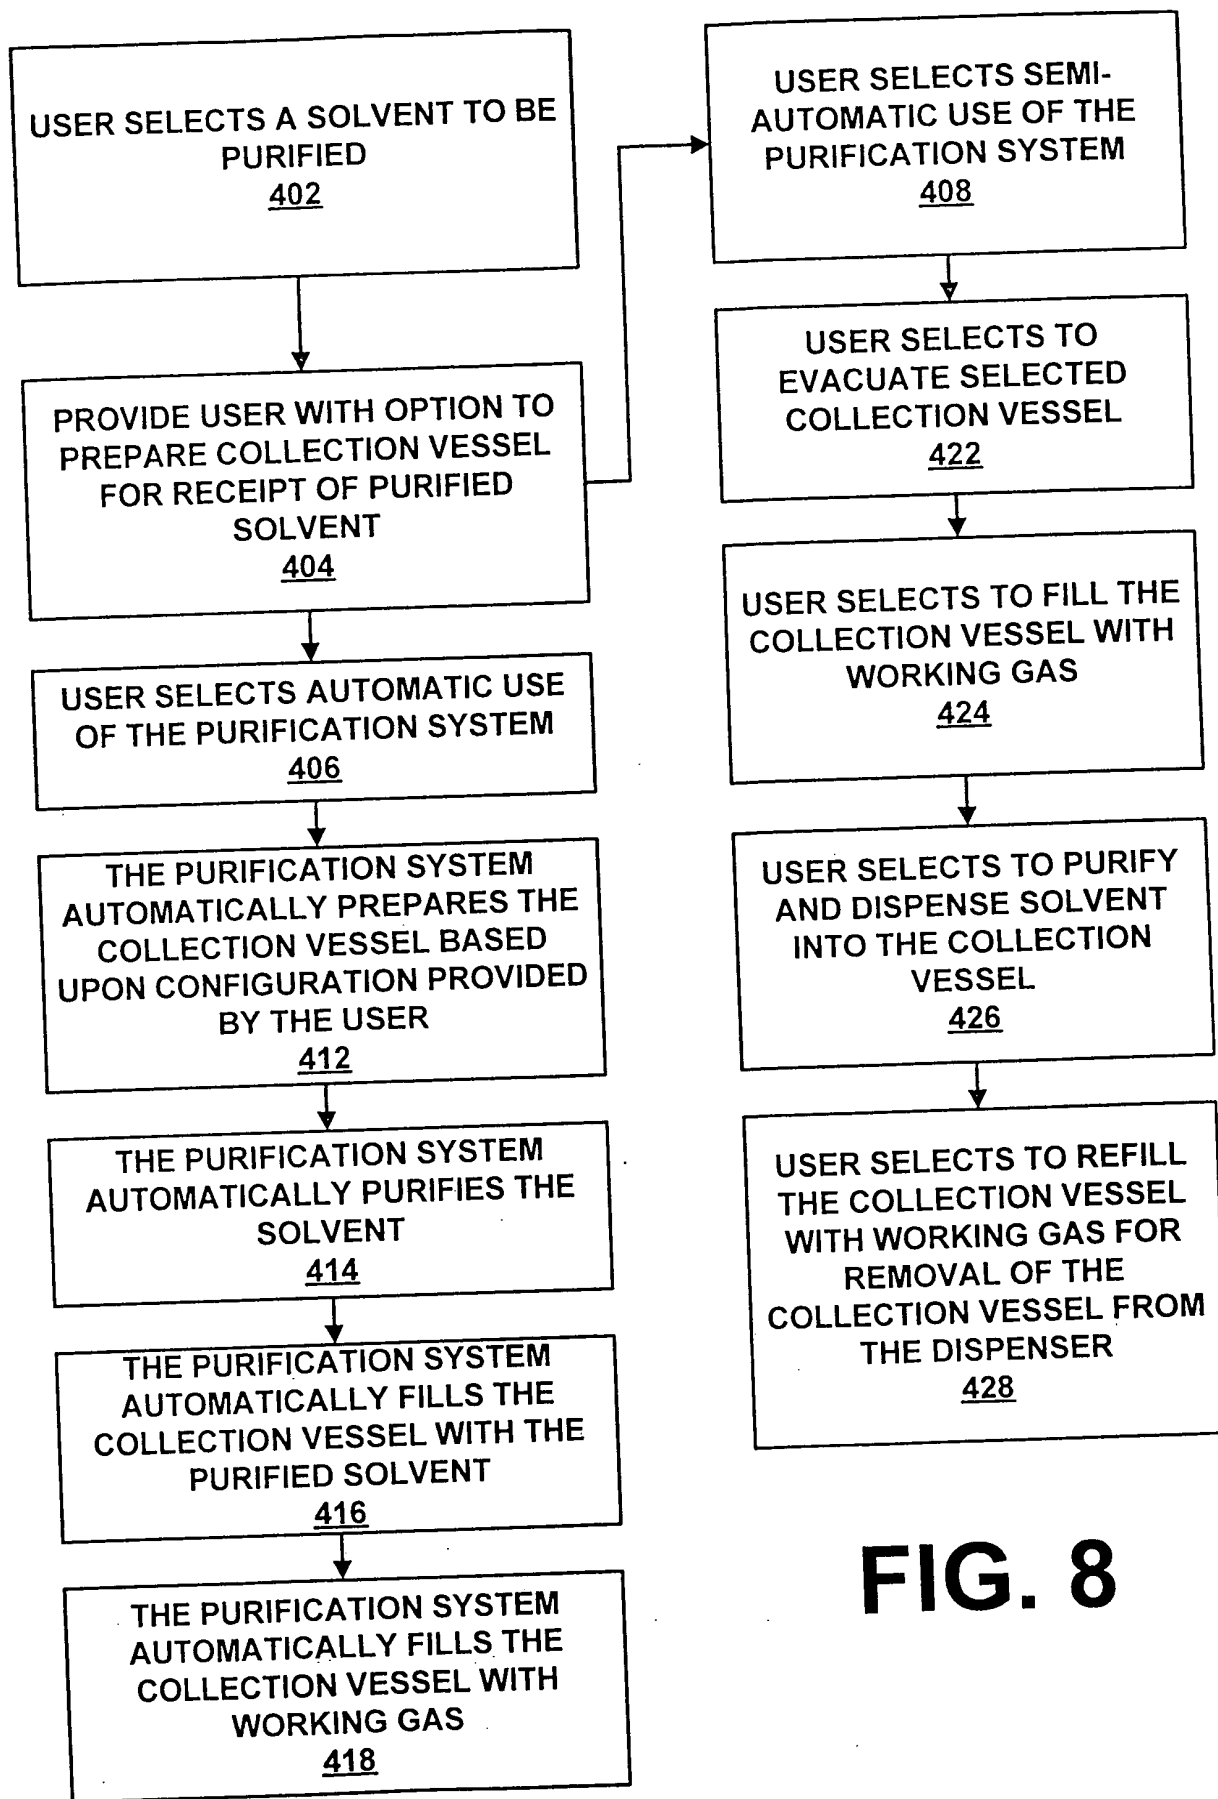 USER SELECTS A SOLVENT TO BE
PURIFIED
402
PROVIDE USER WITH OPTION TO
PREPARE COLLECTION VESSEL
FOR RECEIPT OF PURIFIED
SOLVENT
404
USER SELECTS AUTOMATIC USE
OF THE PURIFICATION SYSTEM
406
THE PURIFICATION SYSTEM
AUTOMATICALLY PREPARES THE
COLLECTION VESSEL BASED
UPON CONFIGURATION PROVIDED
BY THE USER
412
THE PURIFICATION SYSTEM
AUTOMATICALLY PURIFIES THE
SOLVENT
414
THE PURIFICATION SYSTEM
AUTOMATICALLY FILLS THE
COLLECTION VESSEL WITH THE
PURIFIED SOLVENT
416
THE PURIFICATION SYSTEM
AUTOMATICALLY FILLS THE
COLLECTION VESSEL WITH
WORKING GAS
418
USER SELECTS SEMI-
AUTOMATIC USE OF THE
PURIFICATION SYSTEM
408
USER SELECTS TO
EVACUATE SELECTED
COLLECTION VESSEL
422
USER SELECTS TO FILL THE
COLLECTION VESSEL WITH
WORKING GAS
424
USER SELECTS TO PURIFY
AND DISPENSE SOLVENT
INTO THE COLLECTION
VESSEL
426
USER SELECTS TO REFILL
THE COLLECTION VESSEL
WITH WORKING GAS FOR
REMOVAL OF THE
COLLECTION VESSEL FROM
THE DISPENSER
428
FIG. 8